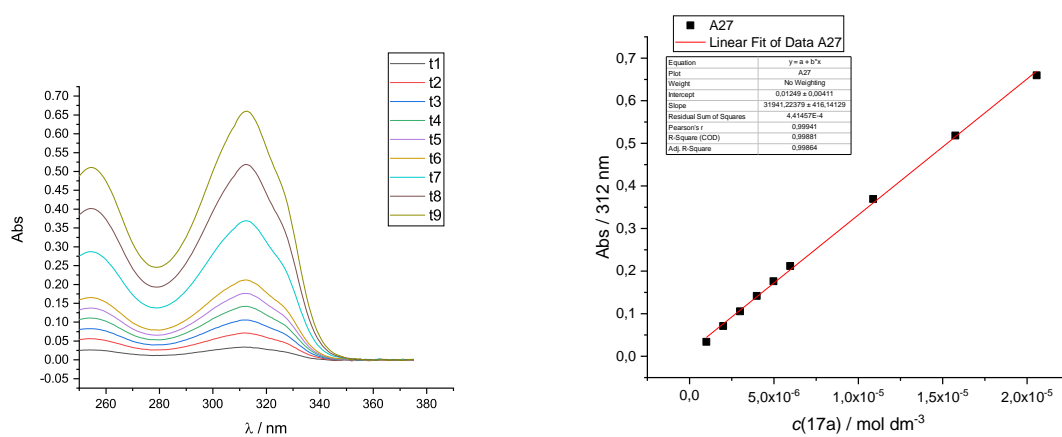 t1
t2
t3
t4
t5
t6
t7
t8
t9
0.70
0.65
0.60
0.55
0.50
0.45
0.40
0.35
0.30
0.25
0.20
0.15
0.10
0.05
0.00
-0.05
Abs
260 280 300 320 340 360 380
λ / nm
A27
Linear Fit of Data A27
Equation y = a + b*x
Plot A27
Weight No Weighting
Intercept 0,01249 ± 0,00411
Slope 31941,22379 ± 416,14129
Residual Sum of Squares 4,41457E-4
Pearson's r 0,99941
R-Square (COD) 0,99881
Adj. R-Square 0,99864
0,7
0,6
0,5
0,4
0,3
0,2
0,1
0,0
Abs / 312 nm
0,0 5,0x10⁻⁶ 1,0x10⁻⁵ 1,5x10⁻⁵ 2,0x10⁻⁵
c(17a) / mol dm⁻³